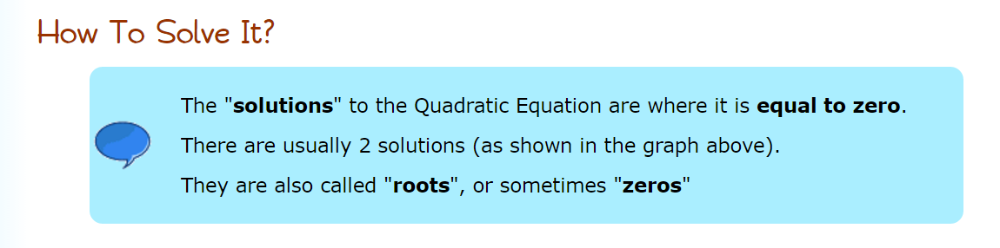 How To Solve It?
The "solutions" to the Quadratic Equation are where it is equal to zero.
There are usually 2 solutions (as shown in the graph above).
They are also called "roots", or sometimes "zeros"